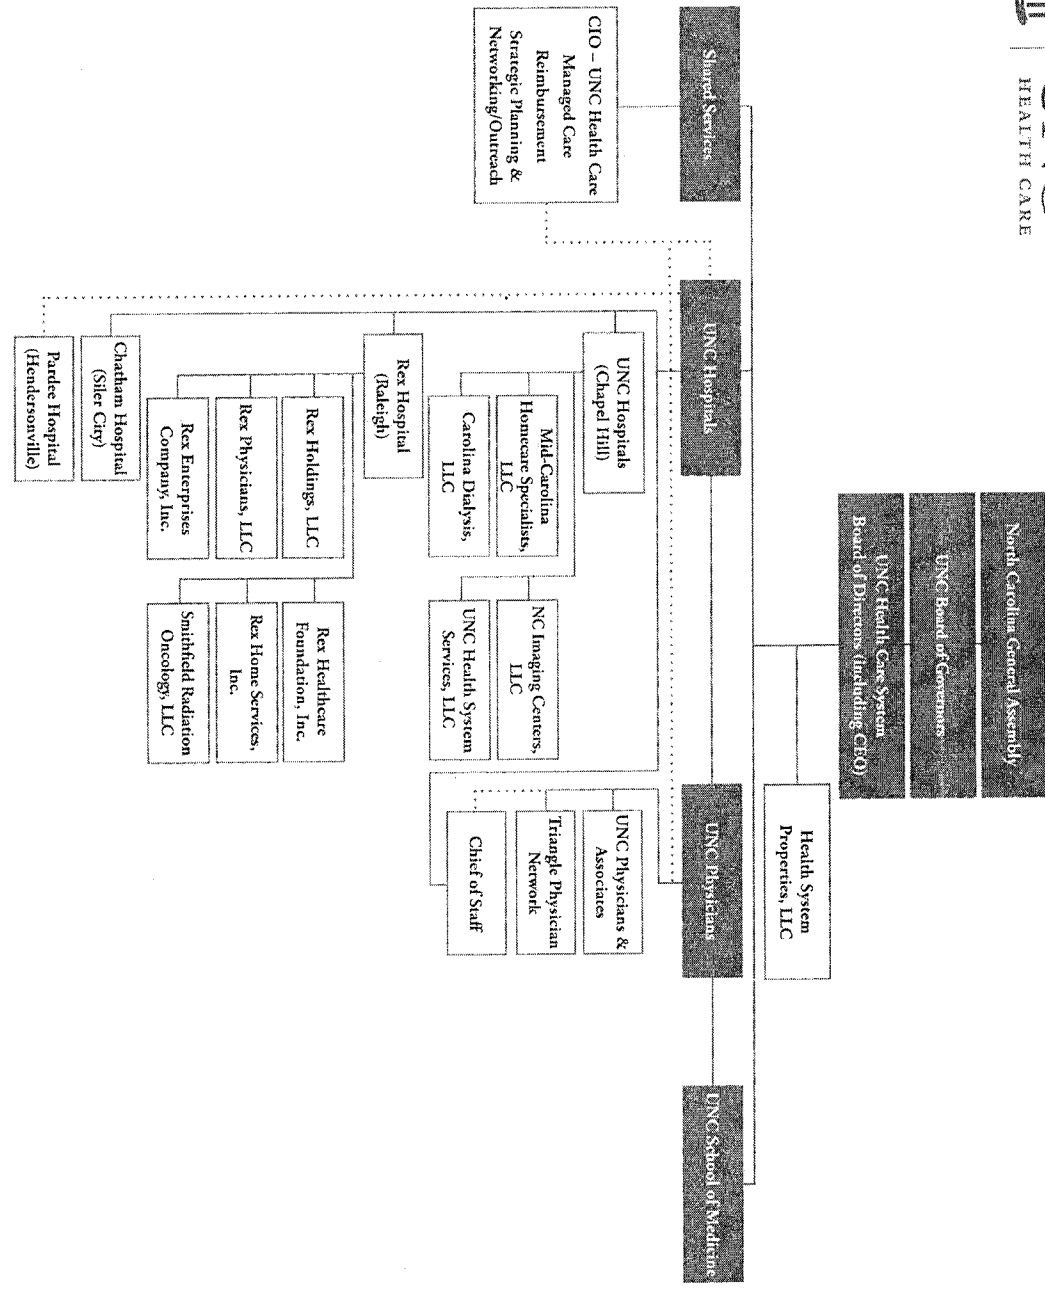 HEALTH CARE
North Carolina General Assembly
UNC Board of Governors
UNC Health Care System
Board of Directors (including CEO)
Health System
Properties, LLC
Shared Services
UNC Hospitals
UNC Physicians
UNC School of Medicine
CIO – UNC Health Care
Managed Care
Reimbursement
Strategic Planning &
Networking/Outreach
UNC Hospitals
(Chapel Hill)
Mid-Carolina
Homecare Specialists,
LLC
Carolina Dialysis,
LLC
NC Imaging Centers,
LLC
UNC Health System
Services, LLC
Rex Hospital
(Raleigh)
Rex Holdings, LLC
Rex Physicians, LLC
Rex Enterprises
Company, Inc.
Rex Healthcare
Foundation, Inc.
Rex Home Services,
Inc.
Smithfield Radiation
Oncology, LLC
Chatham Hospital
(Siler City)
Pardee Hospital
(Hendersonville)
UNC Physicians &
Associates
Triangle Physician
Network
Chief of Staff